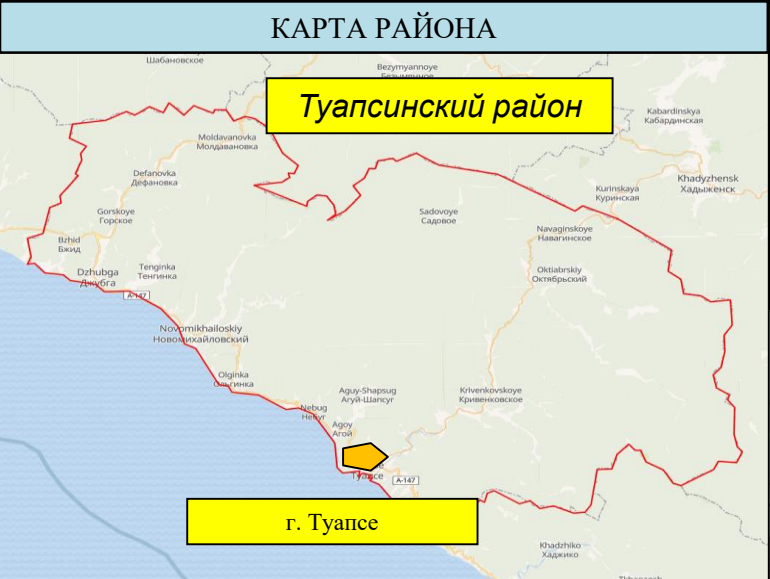 КАРТА РАЙОНА
Шабановское
Bezymyannoye
Безымянное
Туапсинский район
Kabardinskya
Кабардинская
Moldavanovka
Молдавановка
Defanovka
Дефановка
Khadyzhensk
Хадыженск
Kurinskaya
Куринская
Gorskoye
Горское
Sadovoye
Садовое
Navaginskoye
Навагинское
Bzhid
Бжид
Tenginka
Тенгинка
Dzhubga
Джубга
Oktiabrskiy
Октябрьский
A-147
Novomikhailoskiy
Новомихайловский
Olginka
Ольгинка
Aguy-Shapsug
Агуй-Шапсуг
Krivenkovskoye
Кривенковское
Nebug
Небуг
Agoy
Агой
Туапсе
A-147
г. Туапсе
Khadzhiko
Хаджико